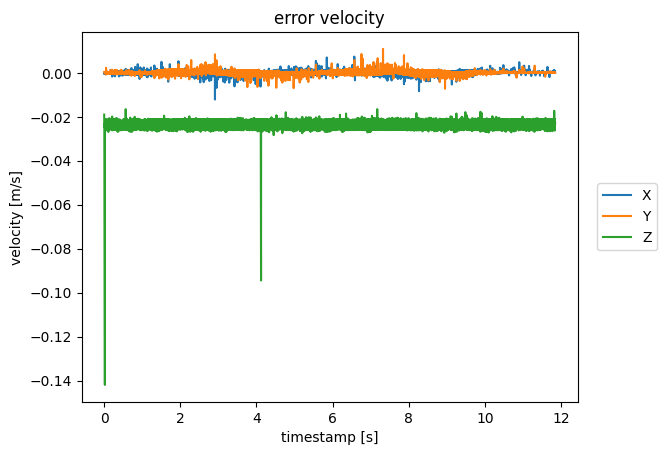 error velocity
velocity [m/s]
0.00
−0.02
−0.04
−0.06
−0.08
−0.10
−0.12
−0.14
0 2 4 6 8 10 12
timestamp [s]
X
Y
Z